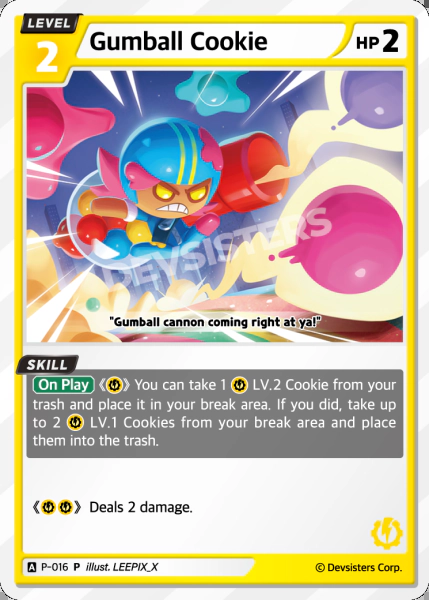 LEVEL
2
Gumball Cookie
HP 2
DEVSISTERS
"Gumball cannon coming right at ya!"
SKILL
On Play 《 》 You can take 1 LV.2 Cookie from your
trash and place it in your break area. If you did, take up
to 2 LV.1 Cookies from your break area and place
them into the trash.
《 》 Deals 2 damage.
A P-016 P illust. LEEPIX_X
© Devsisters Corp.